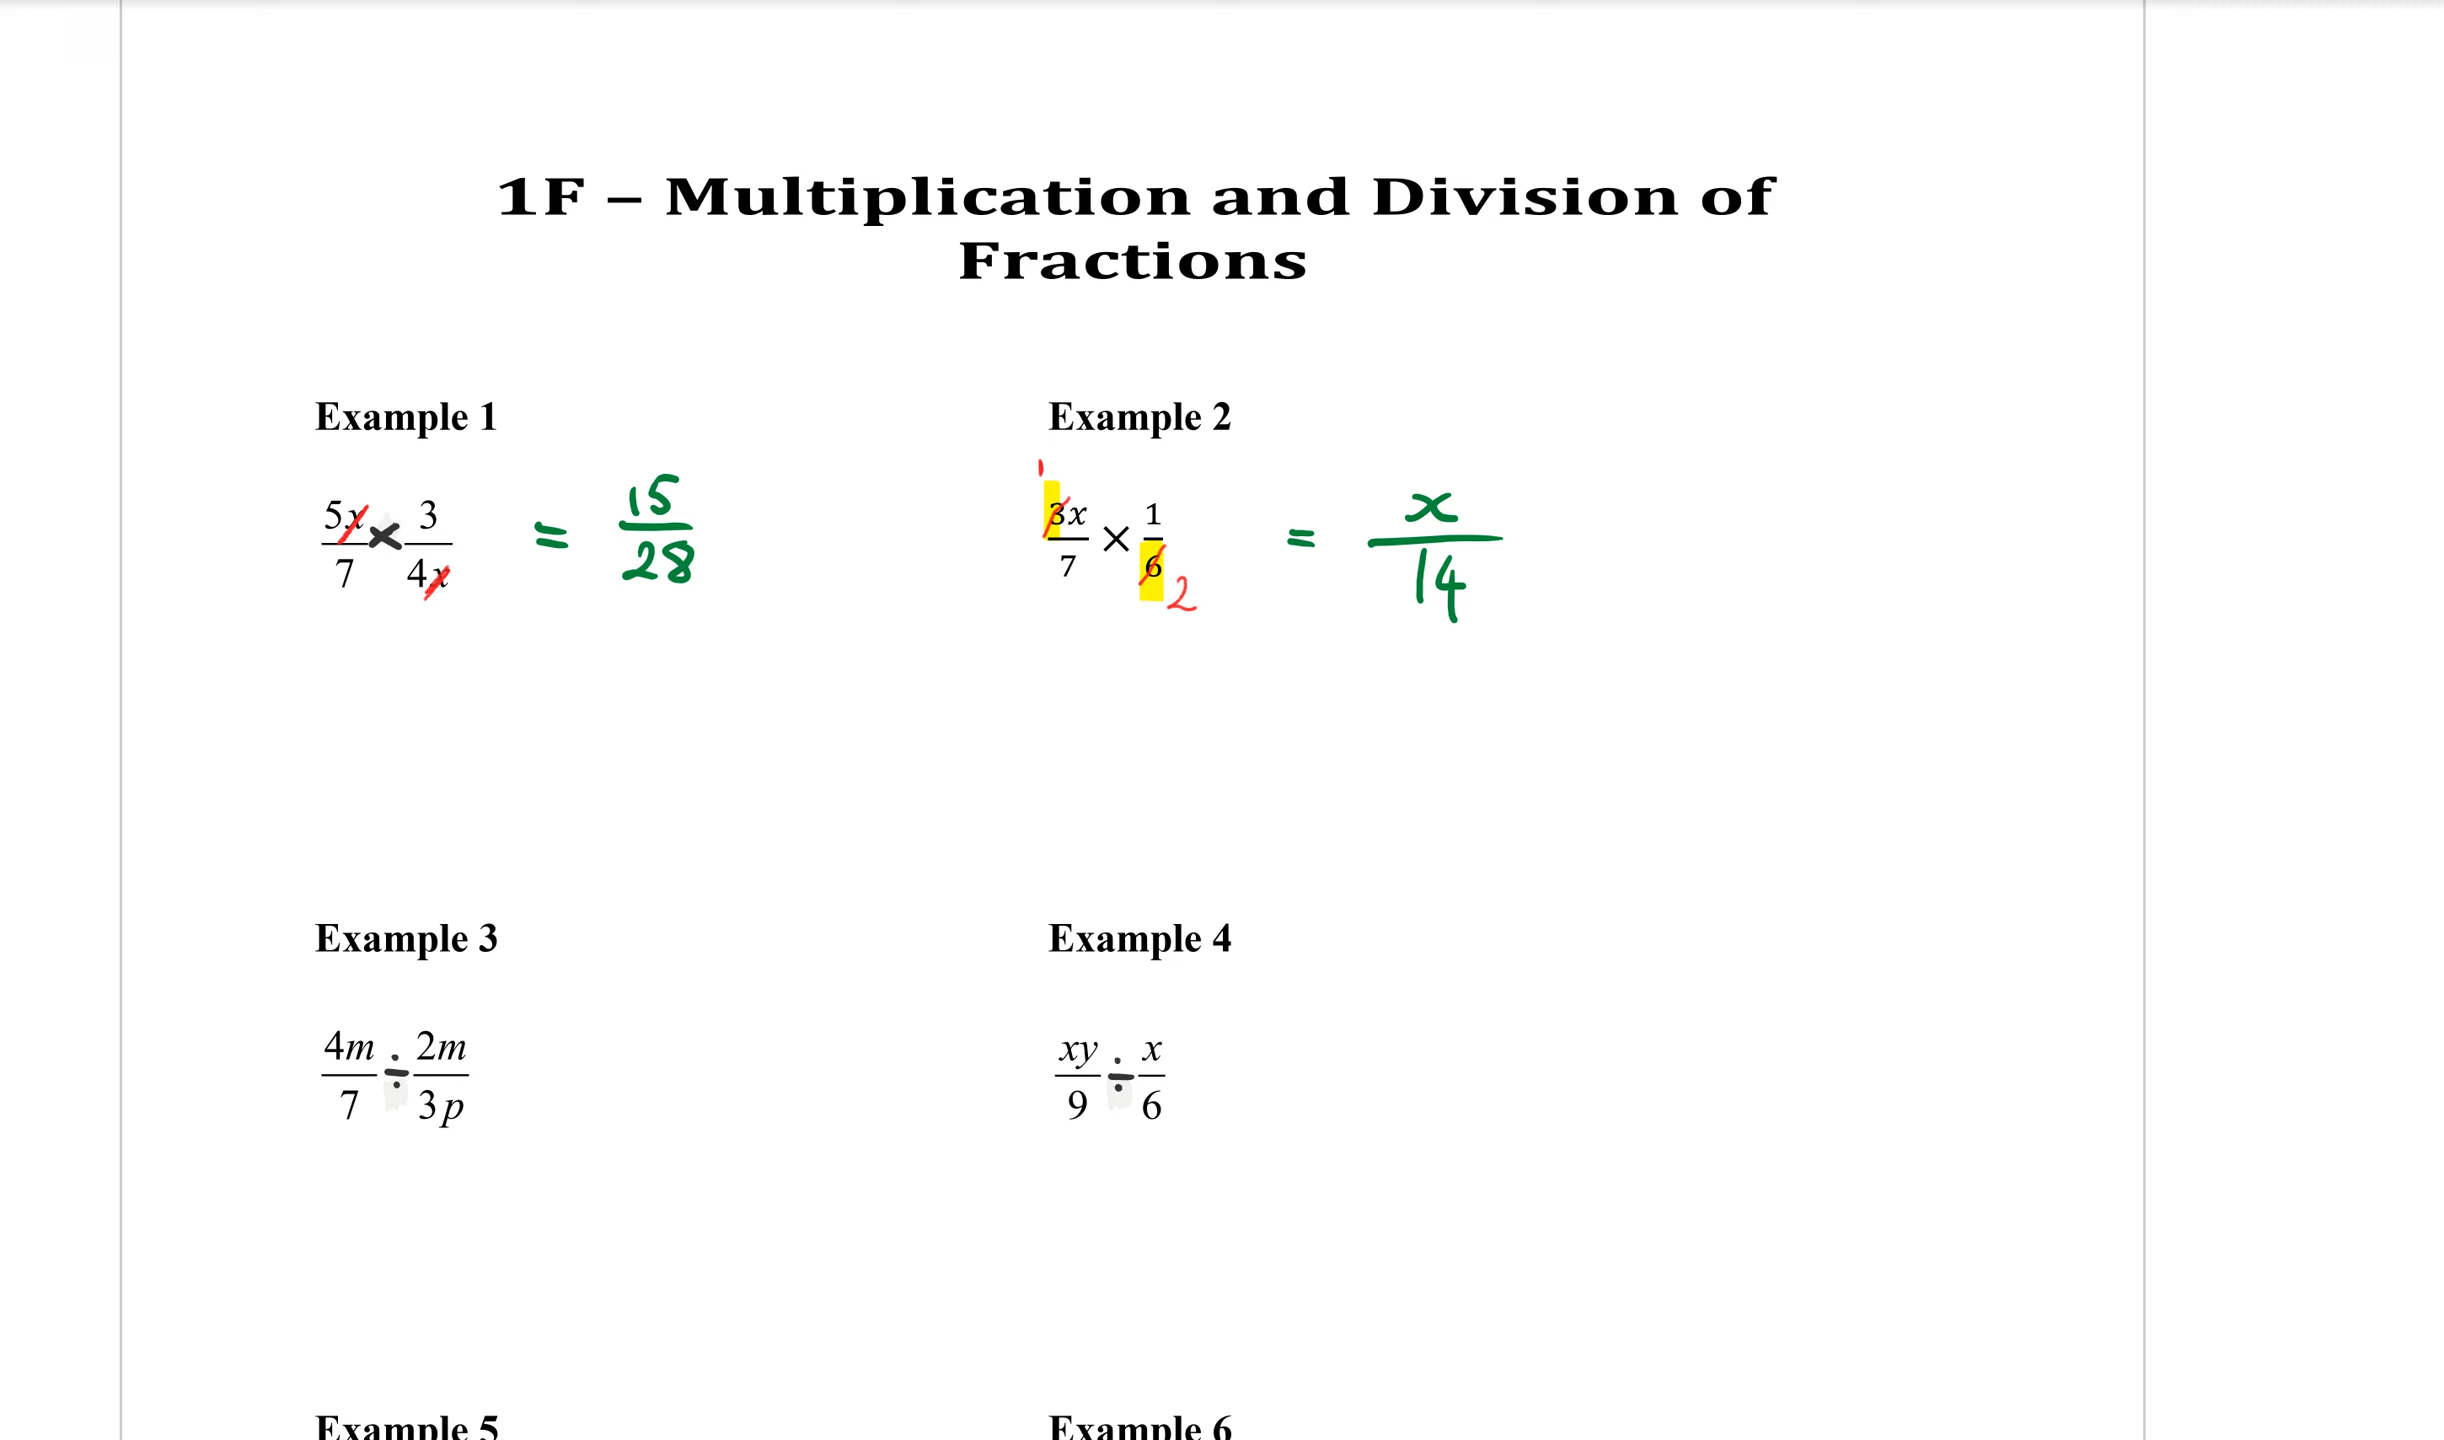 1F – Multiplication and Division of
Fractions
Example 1
Example 2
5x/7 × 3/4x = 15/28
1 3x/7 × 1/6 2 = x/14
Example 3
Example 4
4m/7 ÷ 2m/3p
xy/9 ÷ x/6
Example 5
Example 6